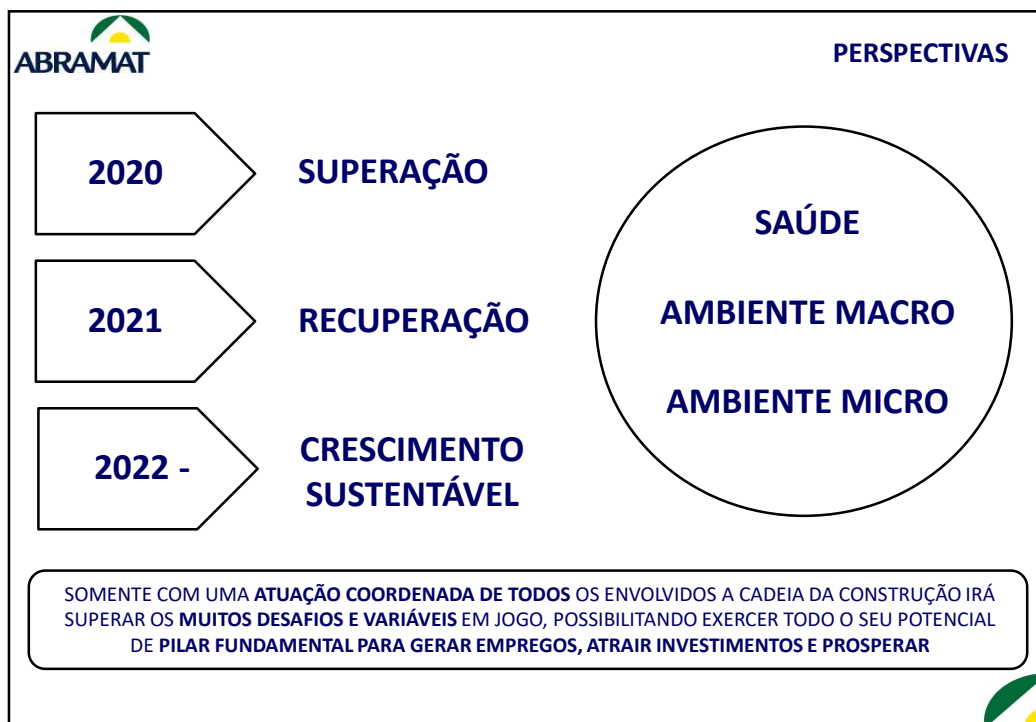 ABRAMAT
PERSPECTIVAS
2020
SUPERAÇÃO
2021
RECUPERAÇÃO
2022 -
CRESCIMENTO
SUSTENTÁVEL
SAÚDE
AMBIENTE MACRO
AMBIENTE MICRO
SOMENTE COM UMA ATUAÇÃO COORDENADA DE TODOS OS ENVOLVIDOS A CADEIA DA CONSTRUÇÃO IRÁ
SUPERAR OS MUITOS DESAFIOS E VARIÁVEIS EM JOGO, POSSIBILITANDO EXERCER TODO O SEU POTENCIAL
DE PILAR FUNDAMENTAL PARA GERAR EMPREGOS, ATRAIR INVESTIMENTOS E PROSPERAR